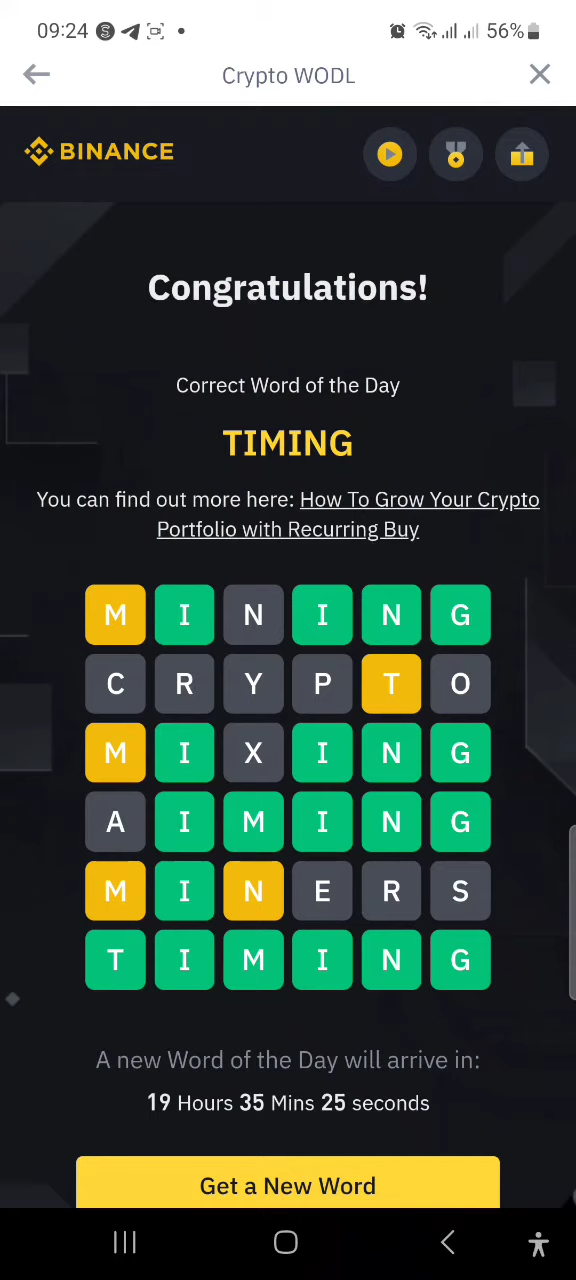 09:24 56%
Crypto WODL
BINANCE
Congratulations!
Correct Word of the Day
TIMING
You can find out more here: How To Grow Your Crypto
Portfolio with Recurring Buy
M I N I N G
C R Y P T O
M I X I N G
A I M I N G
M I N E R S
T I M I N G
A new Word of the Day will arrive in:
19 Hours 35 Mins 25 seconds
Get a New Word